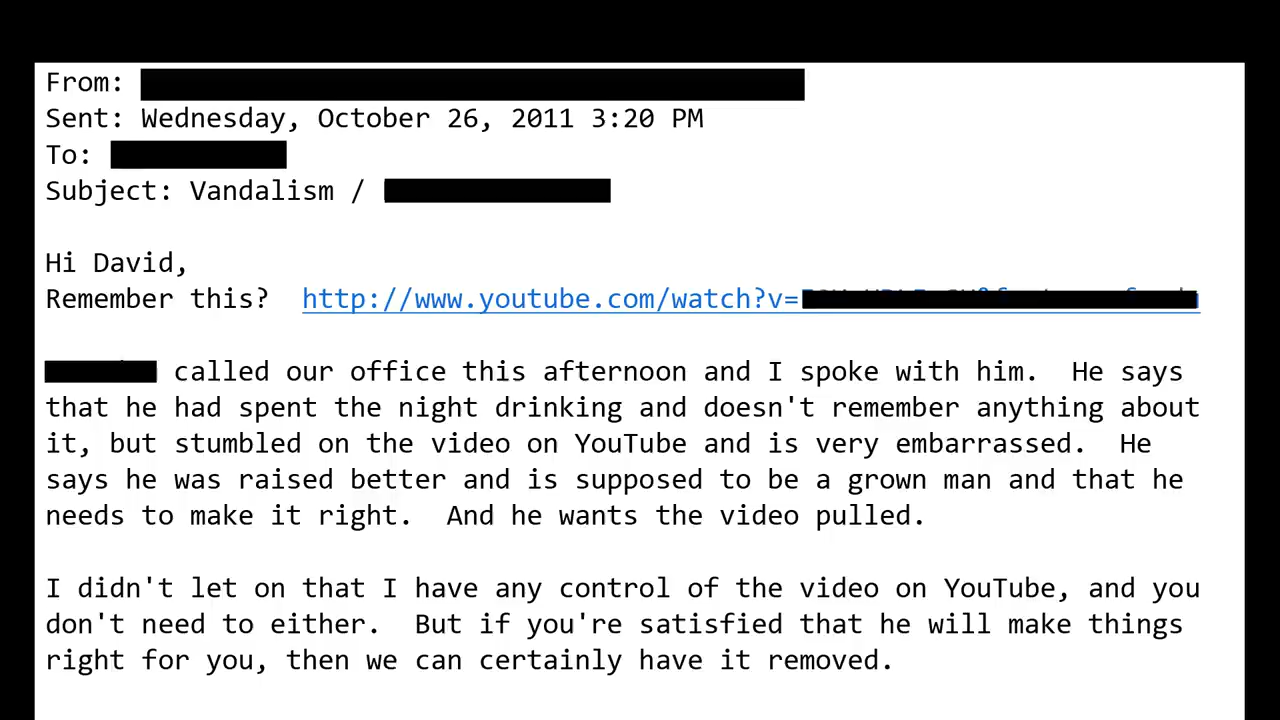 From:
Sent: Wednesday, October 26, 2011 3:20 PM
To:
Subject: Vandalism /
Hi David,
Remember this? http://www.youtube.com/watch?v=
called our office this afternoon and I spoke with him. He says
that he had spent the night drinking and doesn't remember anything about
it, but stumbled on the video on YouTube and is very embarrassed. He
says he was raised better and is supposed to be a grown man and that he
needs to make it right. And he wants the video pulled.
I didn't let on that I have any control of the video on YouTube, and you
don't need to either. But if you're satisfied that he will make things
right for you, then we can certainly have it removed.